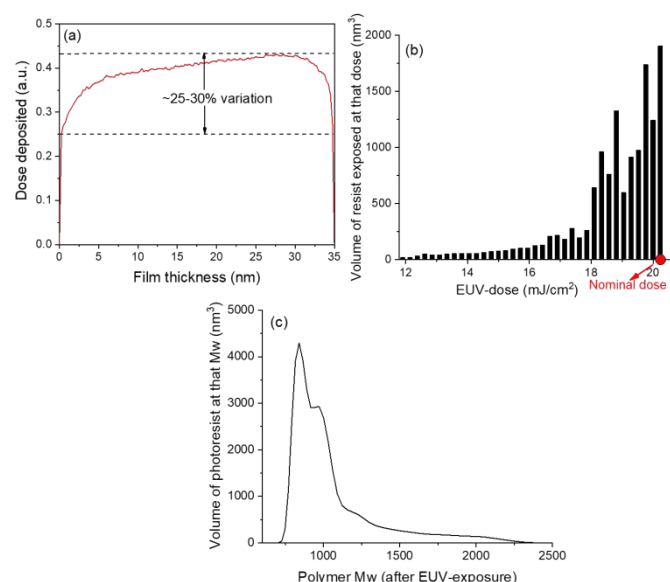 (a)
Dose deposited (a.u.)
0.5
0.4
0.3
0.2
0.1
0.0
~25-30% variation
0 5 10 15 20 25 30 35
Film thickness (nm)
(b)
Volume of resist exposed at that dose (nm³)
2000
1500
1000
500
0
12 14 16 18 20
EUV-dose (mJ/cm²)
Nominal dose
(c)
Volume of photoresist at that Mw (nm³)
5000
4000
3000
2000
1000
0
1000 1500 2000 2500
Polymer Mw (after EUV-exposure)